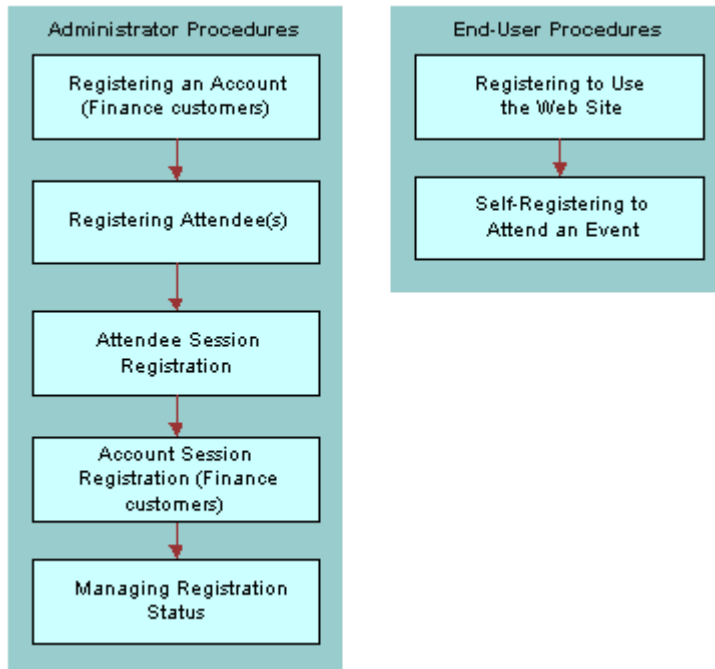 Administrator Procedures
Registering an Account
(Finance customers)
Registering Attendee(s)
Attendee Session
Registration
Account Session
Registration (Finance
customers)
Managing Registration
Status
End-User Procedures
Registering to Use
the Web Site
Self-Registering to
Attend an Event